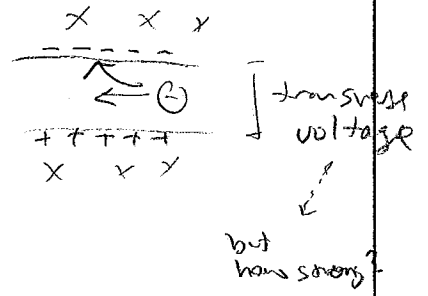 X X X
- - - - -
-
+ + + + +
X X X
transverse
voltage
but
how strong?